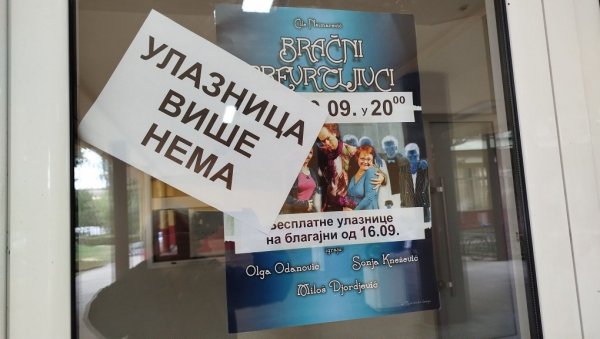 УЛАЗНИЦА
ВИШЕ
НЕМА
BRAČNI
PREVRTLJIVCI
.09. у 20⁰⁰
Бесплатне улазнице
на благајни од 16.09.
igraju
Olga Odanović Sonja Knežević
Miloš Djordjević